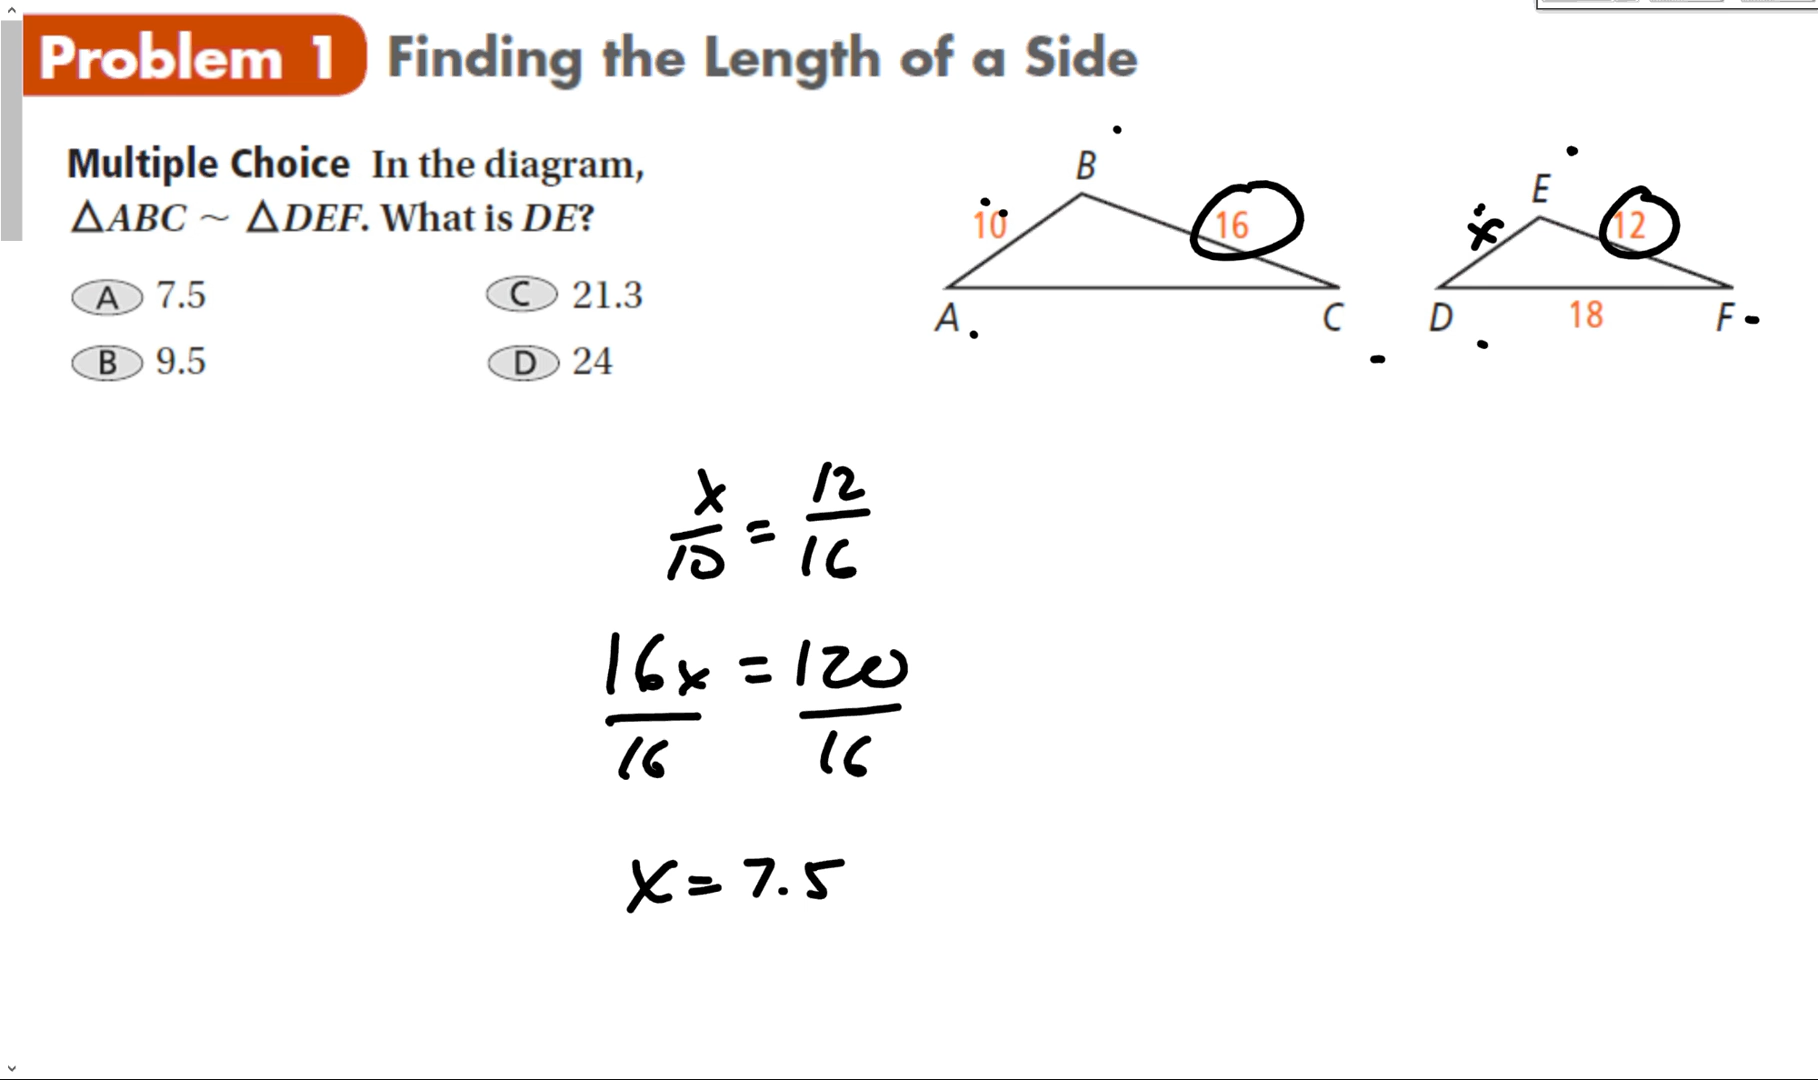 Problem 1 Finding the Length of a Side
Multiple Choice In the diagram,
△ABC ~ △DEF. What is DE?
A 7.5
C 21.3
B 9.5
D 24
B
10
16
A
C
E
x
12
D
18
F
x/10 = 12/16
16x/16 = 120/16
x = 7.5